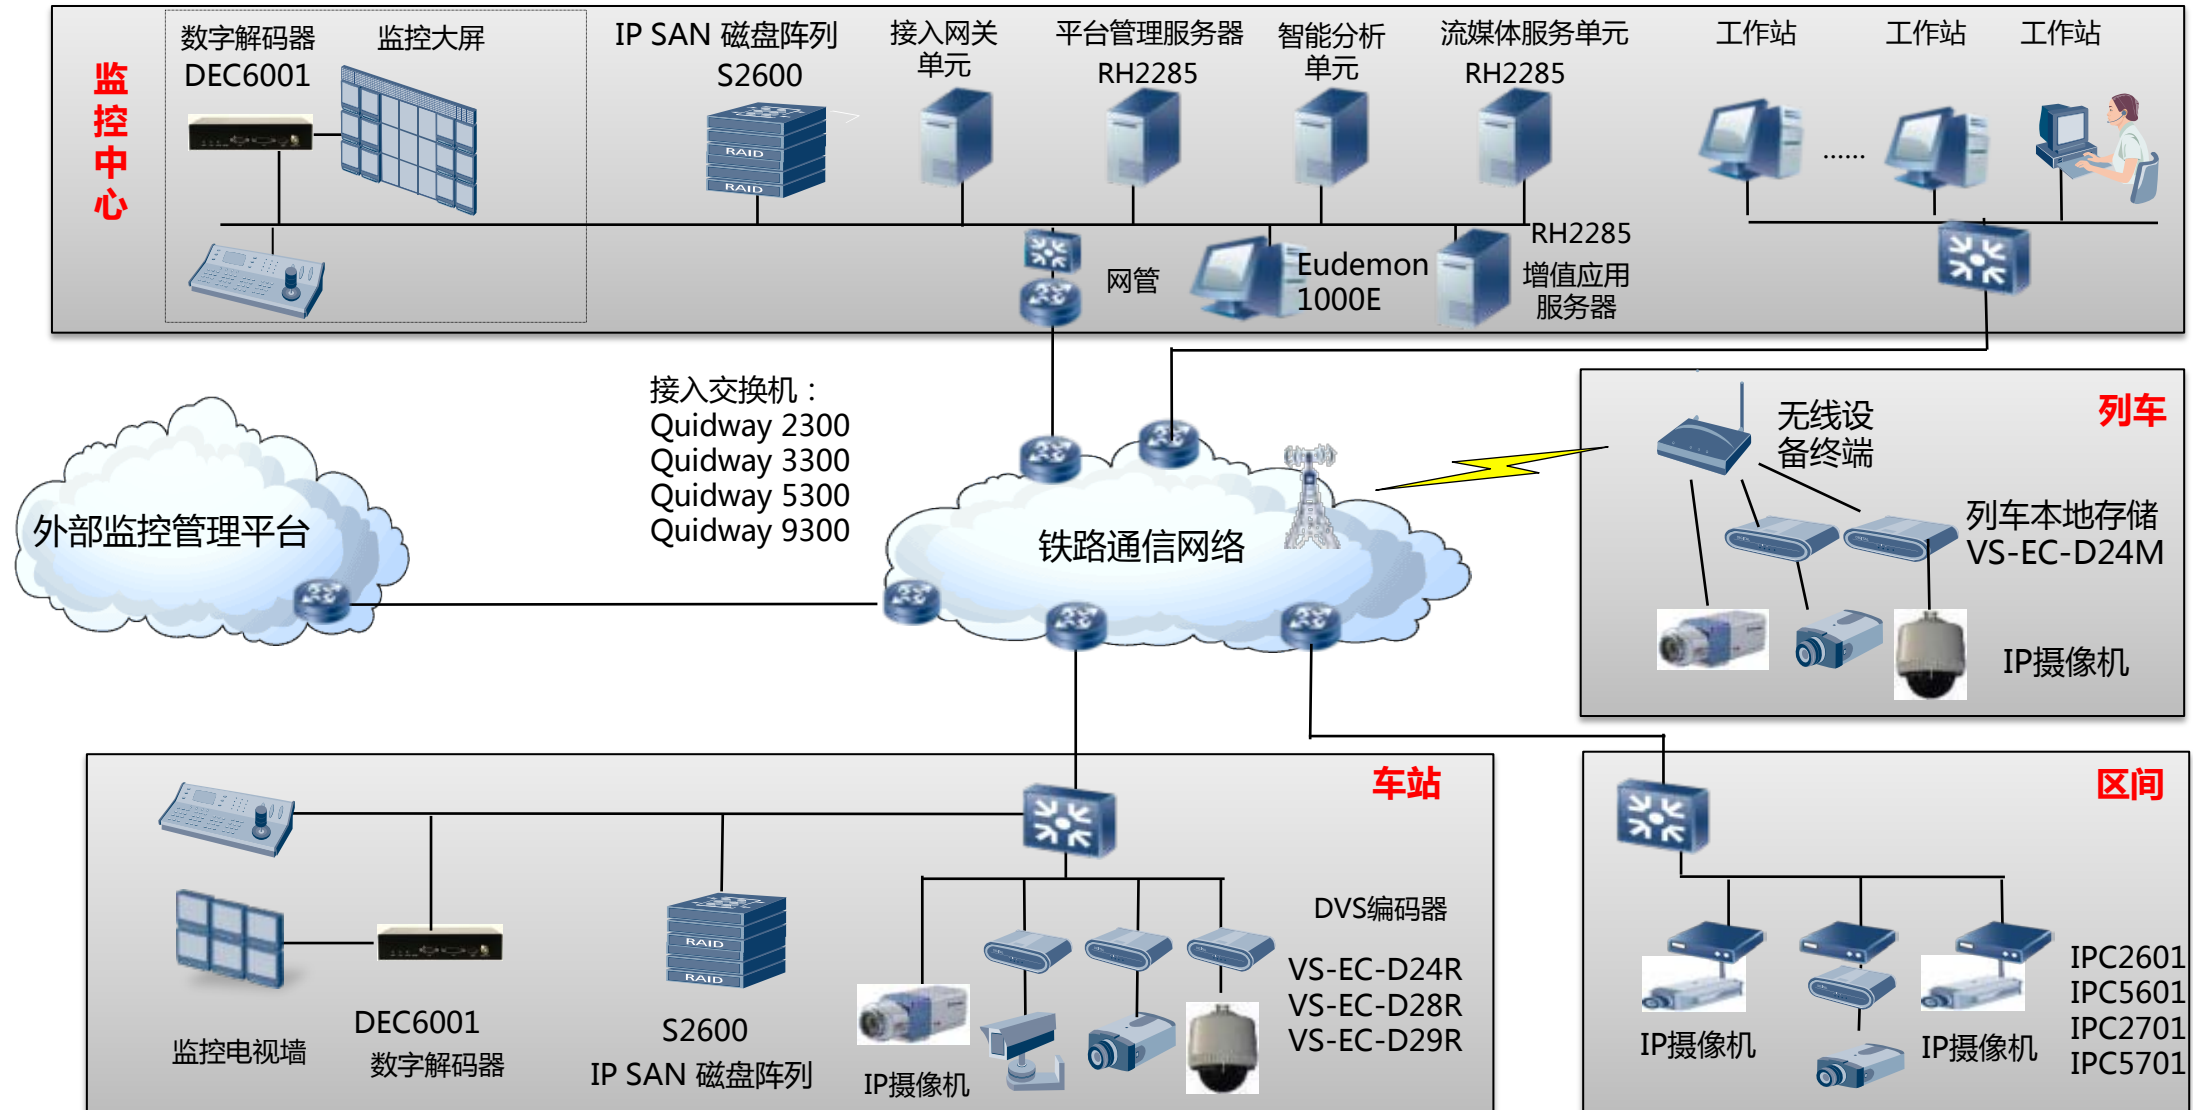 监控中心
数字解码器
DEC6001
监控大屏
IP SAN 磁盘阵列
S2600
接入网关
单元
平台管理服务器
RH2285
智能分析
单元
流媒体服务单元
RH2285
工作站
工作站
工作站
RAID
RAID
......
网管
Eudemon
1000E
RH2285
增值应用
服务器
接入交换机：
Quidway 2300
Quidway 3300
Quidway 5300
Quidway 9300
外部监控管理平台
铁路通信网络
列车
无线设
备终端
列车本地存储
VS-EC-D24M
IP摄像机
车站
监控电视墙
DEC6001
数字解码器
RAID
RAID
S2600
IP SAN 磁盘阵列
IP摄像机
DVS编码器
VS-EC-D24R
VS-EC-D28R
VS-EC-D29R
区间
IP摄像机
IP摄像机
IPC2601
IPC5601
IPC2701
IPC5701